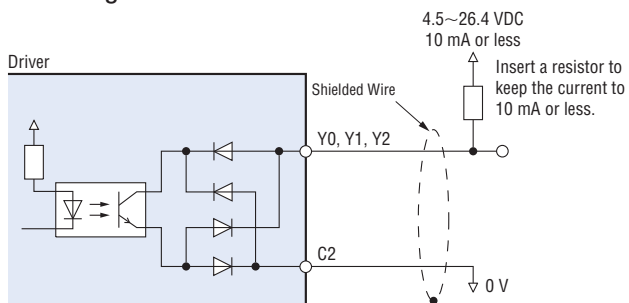 4.5~26.4 VDC
10 mA or less
Driver
Insert a resistor to
keep the current to
10 mA or less.
Shielded Wire
Y0, Y1, Y2
C2
0 V